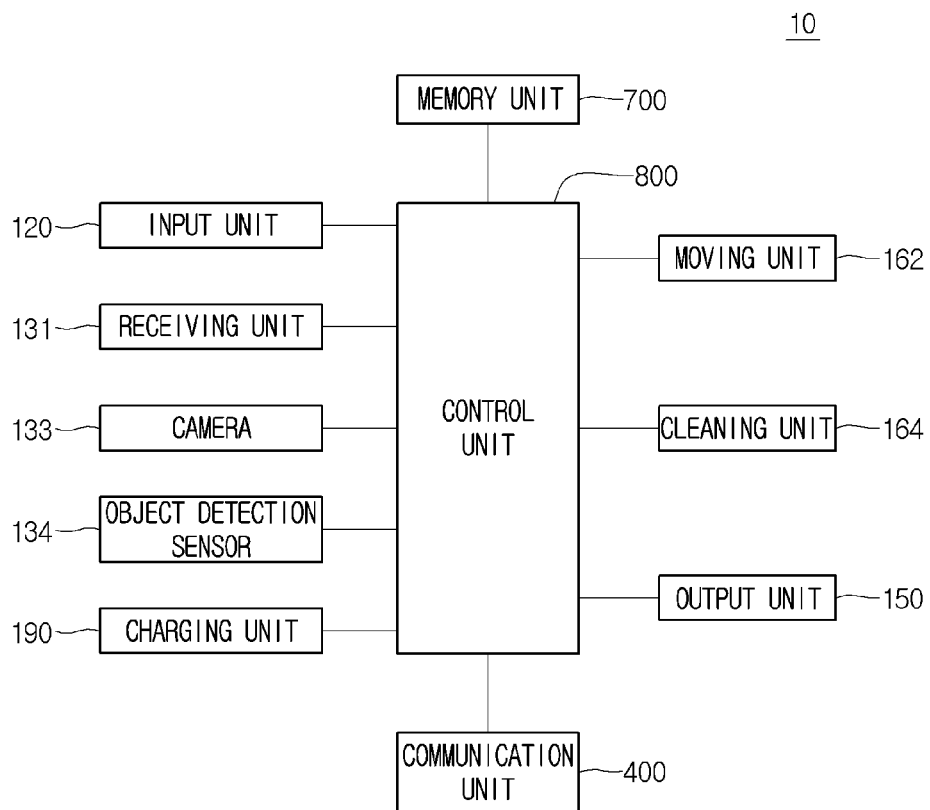 10
MEMORY UNIT
700
800
120
INPUT UNIT
MOVING UNIT
162
131
RECEIVING UNIT
133
CAMERA
CONTROL
UNIT
CLEANING UNIT
164
134
OBJECT DETECTION
SENSOR
190
CHARGING UNIT
OUTPUT UNIT
150
COMMUNICATION
UNIT
400